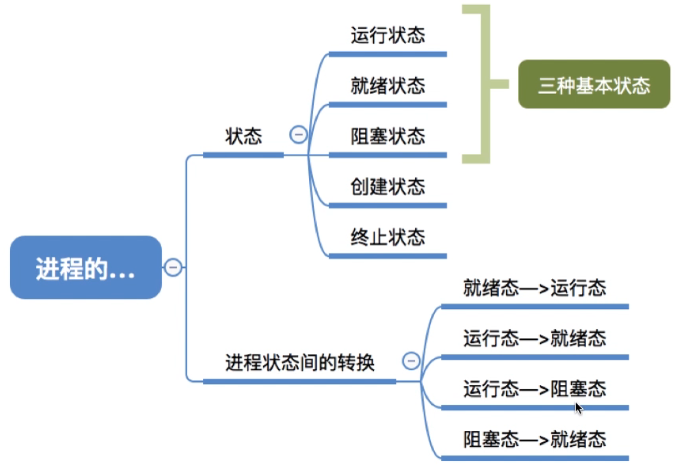 进程的...
状态
运行状态
就绪状态
阻塞状态
创建状态
终止状态
三种基本状态
进程状态间的转换
就绪态—>运行态
运行态—>就绪态
运行态—>阻塞态
阻塞态—>就绪态